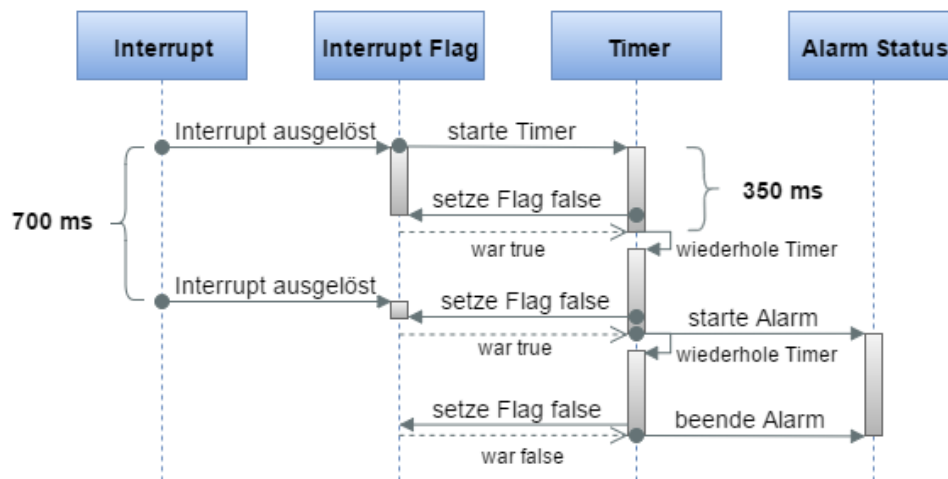 Interrupt
Interrupt Flag
Timer
Alarm Status
Interrupt ausgelöst
starte Timer
350 ms
setze Flag false
700 ms
war true
wiederhole Timer
Interrupt ausgelöst
setze Flag false
starte Alarm
war true
wiederhole Timer
setze Flag false
beende Alarm
war false